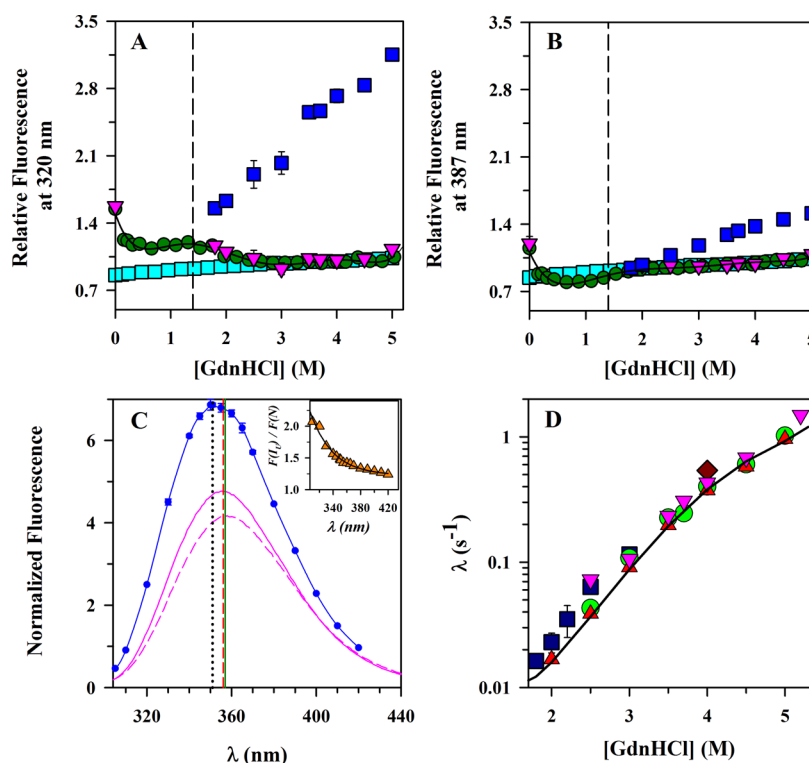 A
Relative Fluorescence
at 320 nm
3.5
2.8
2.1
1.4
0.7
0 1 2 3 4 5
[GdnHCl] (M)
B
Relative Fluorescence
at 387 nm
3.5
2.8
2.1
1.4
0.7
0 1 2 3 4 5
[GdnHCl] (M)
C
Normalized Fluorescence
6
4
2
0
320 360 400 440
λ (nm)
F(I_t) / F(N)
2.0
1.5
1.0
340 380 420
λ (nm)
D
λ (s⁻¹)
1
0.1
0.01
2 3 4 5
[GdnHCl] (M)